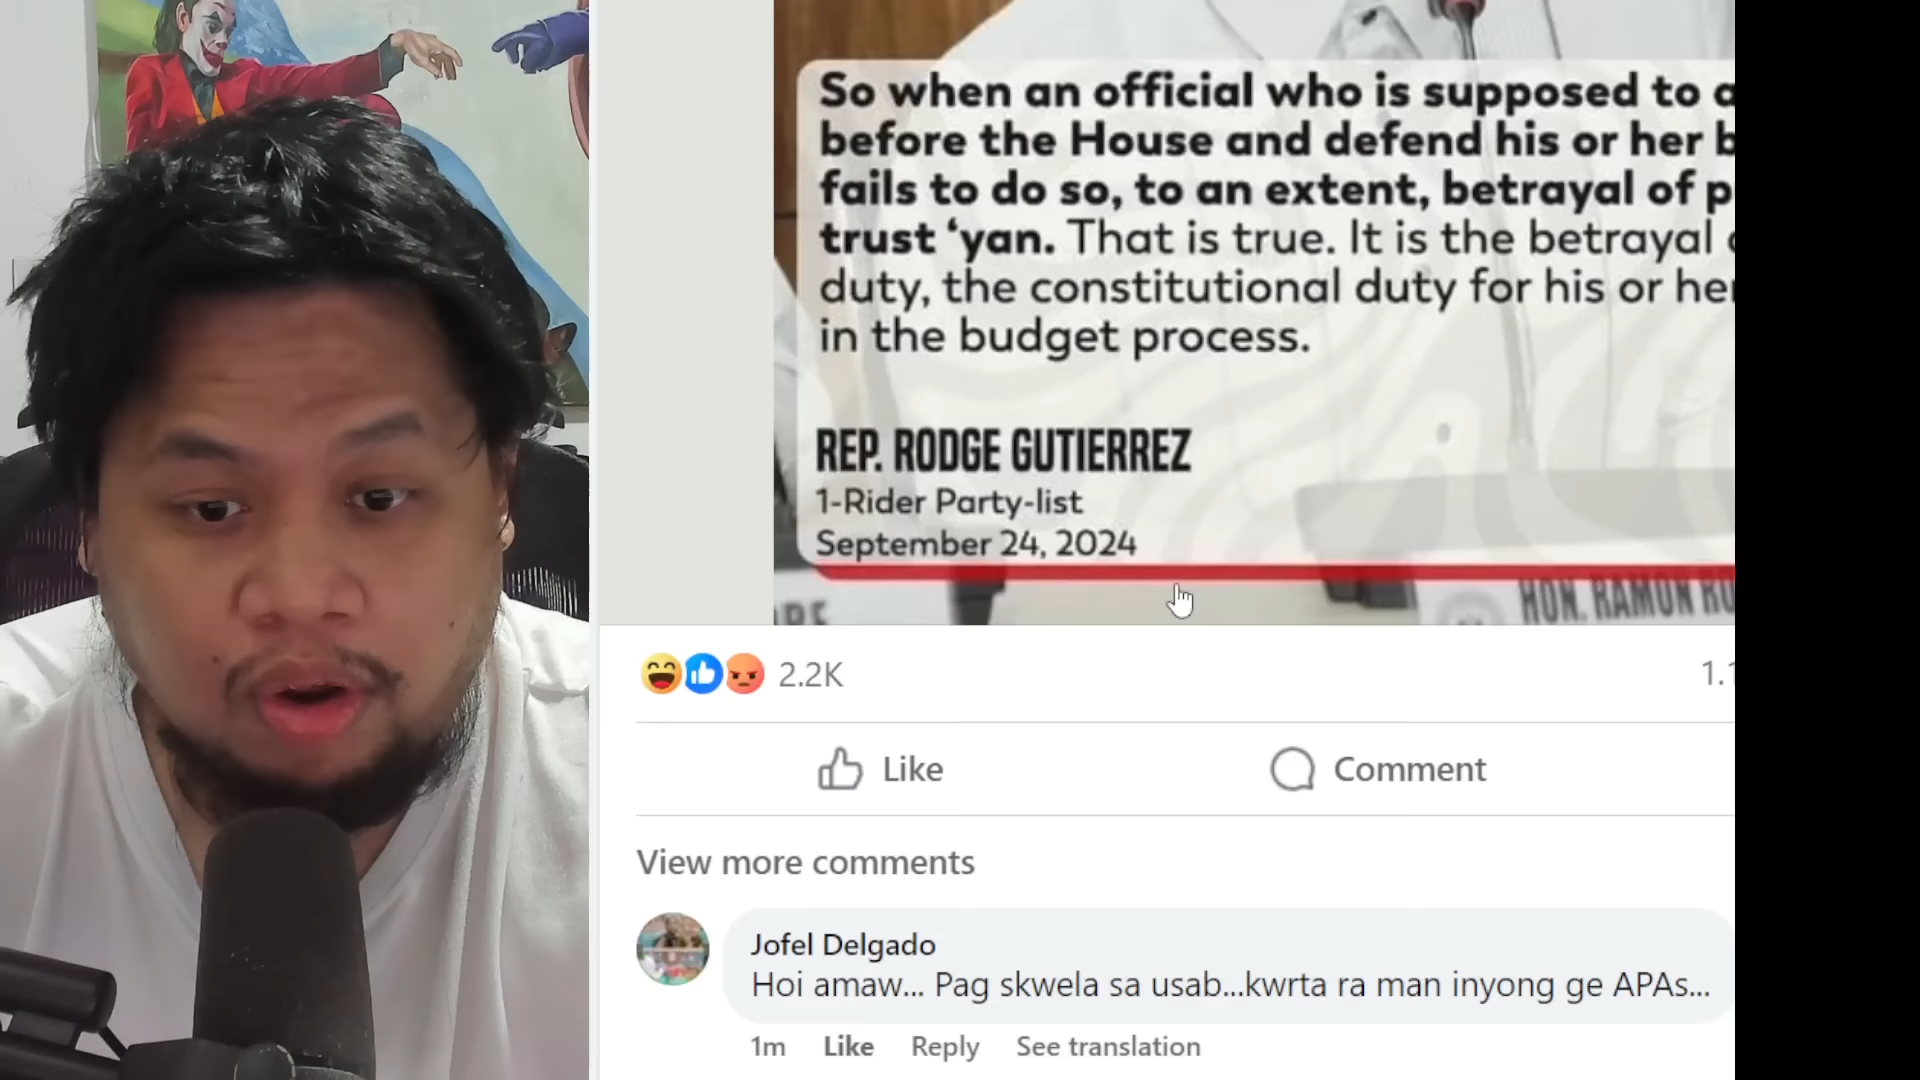 So when an official who is supposed to a
before the House and defend his or her b
fails to do so, to an extent, betrayal of p
trust ‘yan. That is true. It is the betrayal
duty, the constitutional duty for his or her
in the budget process.
REP. RODGE GUTIERREZ
1-Rider Party-list
September 24, 2024
HON. RAMON RO
2.2K
1.1
Like
Comment
View more comments
Jofel Delgado
Hoi amaw... Pag skwela sa usab...kwrta ra man inyong ge APAs...
1m Like Reply See translation